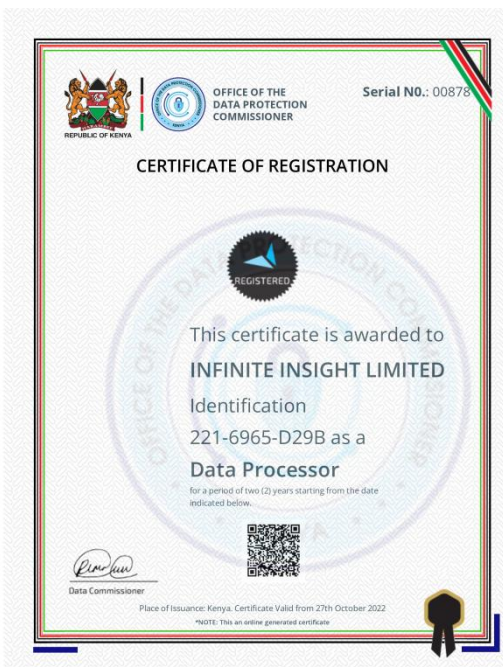 OFFICE OF THE
DATA PROTECTION
COMMISSIONER
Serial N0.: 00878
REPUBLIC OF KENYA
CERTIFICATE OF REGISTRATION
REGISTERED
This certificate is awarded to
INFINITE INSIGHT LIMITED
Identification
221-6965-D29B as a
Data Processor
for a period of two (2) years starting from the date
indicated below.
Data Commissioner
Place of Issuance: Kenya. Certificate Valid from 27th October 2022
*NOTE: This an online generated certificate